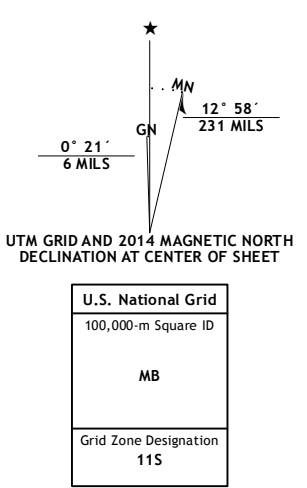 ★
MN
GN
12° 58´
231 MILS
0° 21´
6 MILS
UTM GRID AND 2014 MAGNETIC NORTH
DECLINATION AT CENTER OF SHEET
U.S. National Grid
100,000-m Square ID
MB
Grid Zone Designation
11S